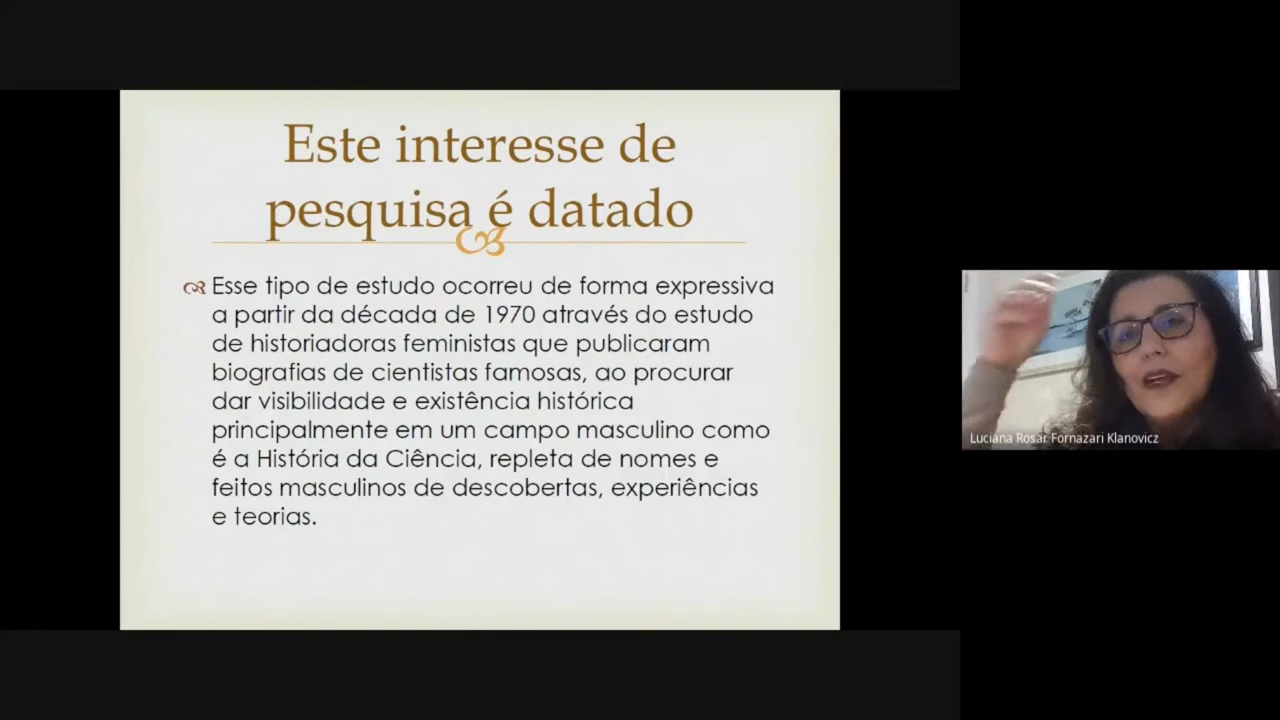 Este interesse de
pesquisa é datado
Esse tipo de estudo ocorreu de forma expressiva
a partir da década de 1970 através do estudo
de historiadoras feministas que publicaram
biografias de cientistas famosas, ao procurar
dar visibilidade e existência histórica
principalmente em um campo masculino como
é a História da Ciência, repleta de nomes e
feitos masculinos de descobertas, experiências
e teorias.
Luciana Rosar Fornazari Klanovicz